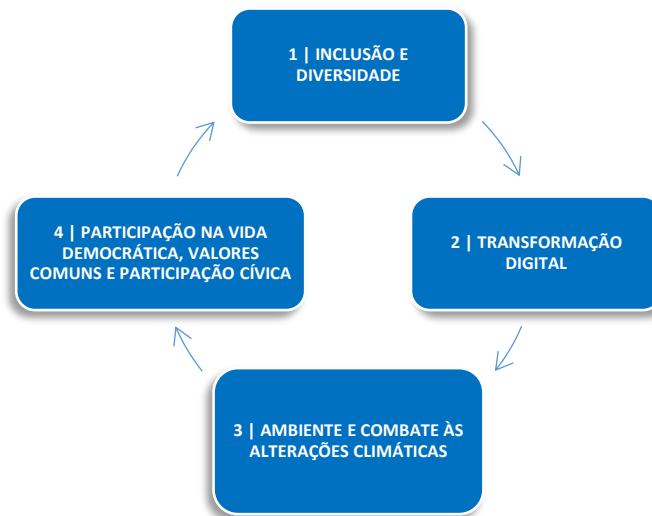 1 | INCLUSÃO E
DIVERSIDADE
2 | TRANSFORMAÇÃO
DIGITAL
3 | AMBIENTE E COMBATE ÀS
ALTERAÇÕES CLIMÁTICAS
4 | PARTICIPAÇÃO NA VIDA
DEMOCRÁTICA, VALORES
COMUNS E PARTICIPAÇÃO CÍVICA